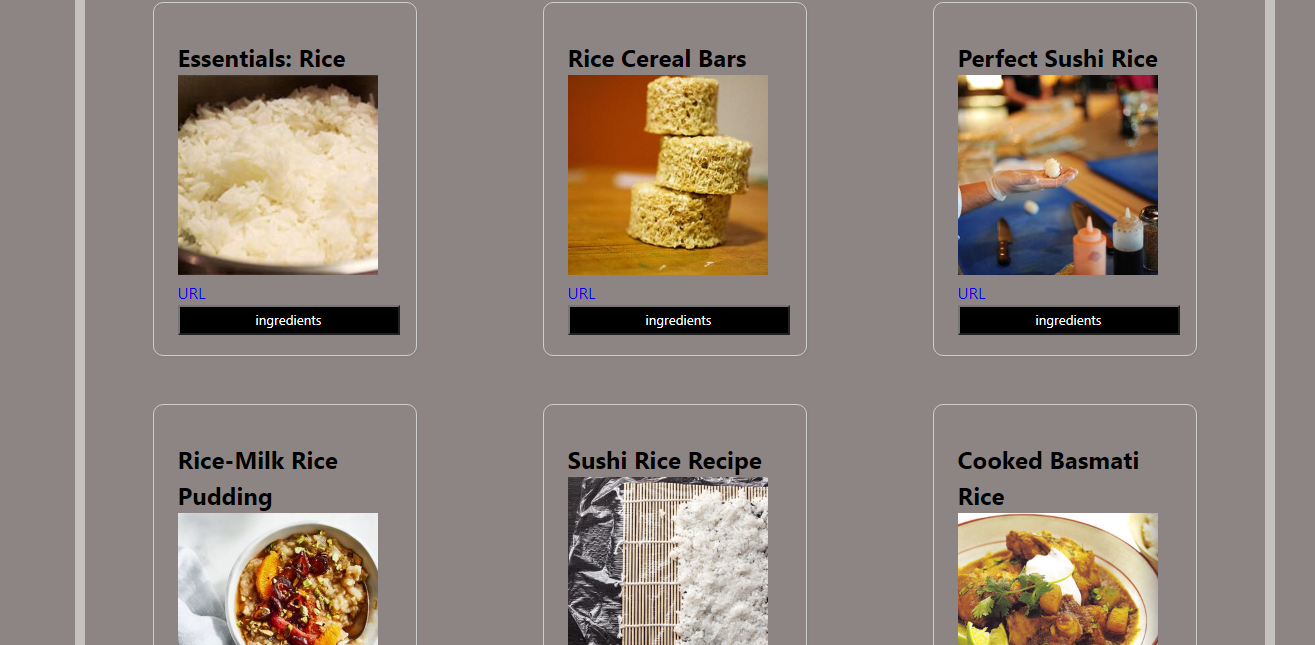 Essentials: Rice
Rice Cereal Bars
Perfect Sushi Rice
URL
URL
URL
ingredients
ingredients
ingredients
Rice-Milk Rice
Pudding
Sushi Rice Recipe
Cooked Basmati
Rice